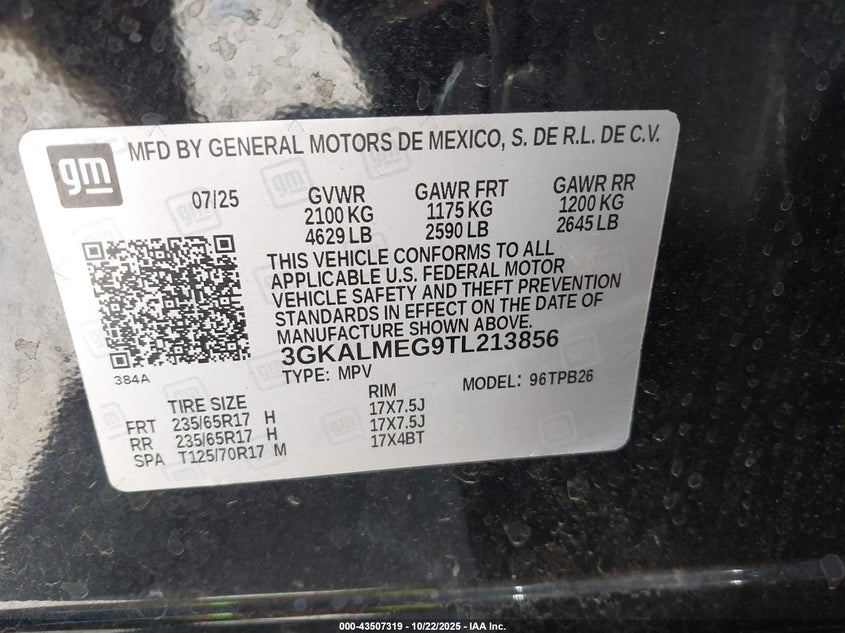 gm MFD BY GENERAL MOTORS DE MEXICO, S. DE R.L. DE C.V.
07/25 GVWR GAWR FRT GAWR RR
2100 KG 1175 KG 1200 KG
4629 LB 2590 LB 2645 LB
THIS VEHICLE CONFORMS TO ALL
APPLICABLE U.S. FEDERAL MOTOR
VEHICLE SAFETY AND THEFT PREVENTION
STANDARDS IN EFFECT ON THE DATE OF
MANUFACTURE SHOWN ABOVE.
3GKALMEG9TL213856
384A TYPE: MPV MODEL: 96TPB26
TIRE SIZE RIM
FRT 235/65R17 H 17X7.5J
RR 235/65R17 H 17X7.5J
SPA T125/70R17 M 17X4BT
000-43507319 - 10/22/2025 - IAA Inc.